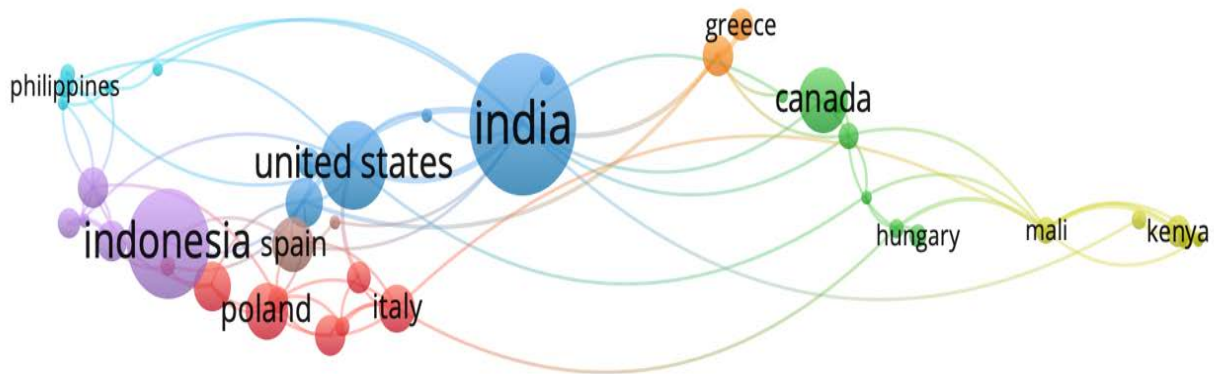 greece
philippines
india
canada
united states
indonesia
spain
hungary
mali
kenya
poland
italy